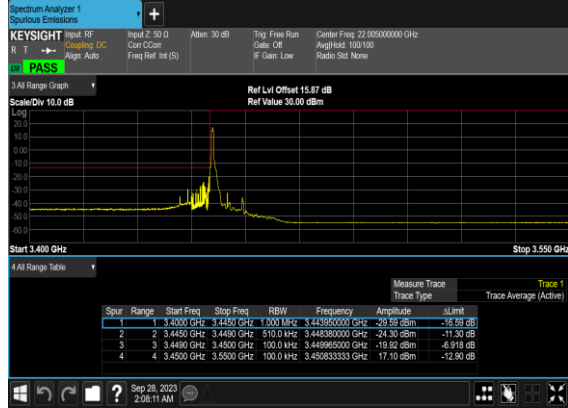 Spectrum Analyzer 1
Spurious Emissions
+
KEYSIGHT Input: RF Input Z: 50 Ω Atten: 30 dB Trig: Free Run Center Freq: 22.005000000 GHz
R T Coupling: DC Corr CCorr Gate: Off Avg|Hold: 100/100
Align: Auto Freq Ref: Int (S) IF Gain: Low Radio Std: None
PASS
3 All Range Graph
Ref Lvl Offset 15.87 dB
Scale/Div 10.0 dB Ref Value 30.00 dBm
Log
20.0
10.0
0.00
-10.0
-20.0
-30.0
-40.0
-50.0
-60.0
Start 3.400 GHz Stop 3.550 GHz
4 All Range Table
Measure Trace Trace 1
Trace Type Trace Average (Active)
Spur Range Start Freq Stop Freq RBW Frequency Amplitude ΔLimit
1 1 3.4000 GHz 3.4450 GHz 1.000 MHz 3.443950000 GHz -29.59 dBm -16.59 dB
2 2 3.4450 GHz 3.4490 GHz 510.0 kHz 3.448380000 GHz -24.30 dBm -11.30 dB
3 3 3.4490 GHz 3.4500 GHz 100.0 kHz 3.449965000 GHz -19.92 dBm -6.918 dB
4 4 3.4500 GHz 3.5500 GHz 100.0 kHz 3.450833333 GHz 17.10 dBm -12.90 dB
? Sep 28, 2023
2:08:11 AM